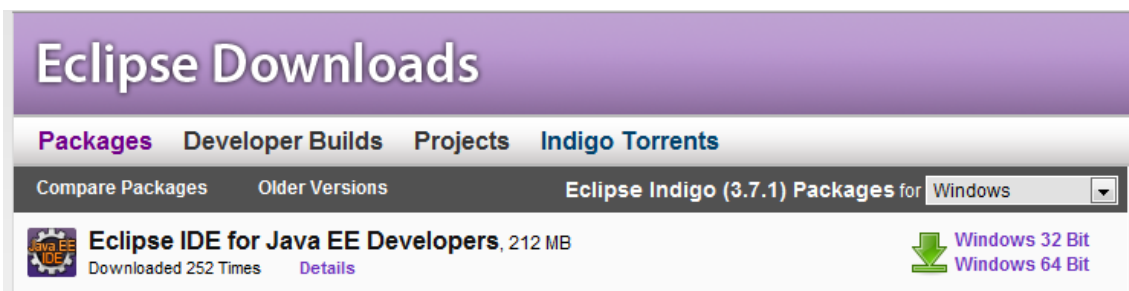 Eclipse Downloads
Packages Developer Builds Projects Indigo Torrents
Compare Packages Older Versions Eclipse Indigo (3.7.1) Packages for Windows
Java EE
IDE
Eclipse IDE for Java EE Developers, 212 MB
Downloaded 252 Times Details
Windows 32 Bit
Windows 64 Bit